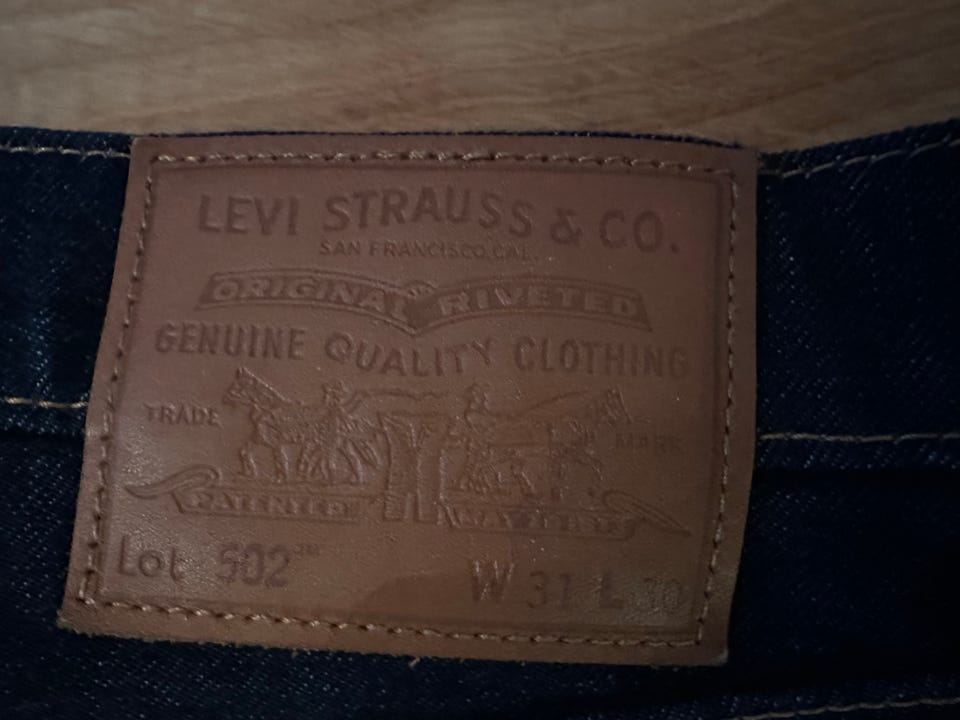 LEVI STRAUSS & CO.
SAN FRANCISCO, CAL.
ORIGINAL RIVETED
GENUINE QUALITY CLOTHING
TRADE MARK
PATENTED
Lot 502™ W 31 L 30